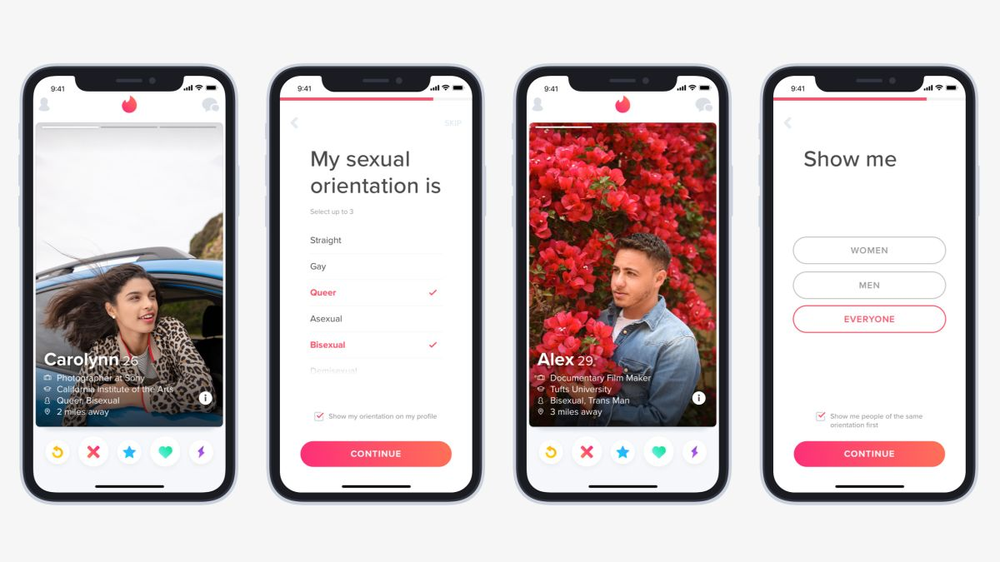 9:41
Carolynn 26
Photographer at Sony
California Institute of the Arts
Queer, Bisexual
2 miles away
9:41
SKIP
My sexual
orientation is
Select up to 3
Straight
Gay
Queer
Asexual
Bisexual
Demisexual
Show my orientation on my profile
CONTINUE
9:41
Alex 29
Documentary Film Maker
Tufts University
Bisexual, Trans Man
3 miles away
9:41
Show me
WOMEN
MEN
EVERYONE
Show me people of the same
orientation first
CONTINUE